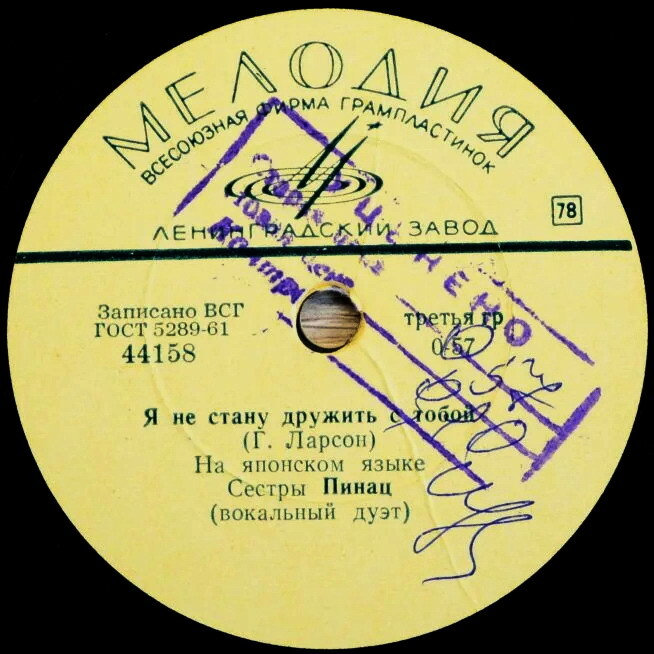 МЕЛОДИЯ
ВСЕСОЮЗНАЯ ФИРМА ГРАМПЛАСТИНОК
ЛЕНИНГРАДСКИЙ ЗАВОД
78
Записано ВСГ
ГОСТ 5289-61
44158
третья гр
0-57
Я не стану дружить с тобой
(Г. Ларсон)
На японском языке
Сестры Пинац
(вокальный дуэт)